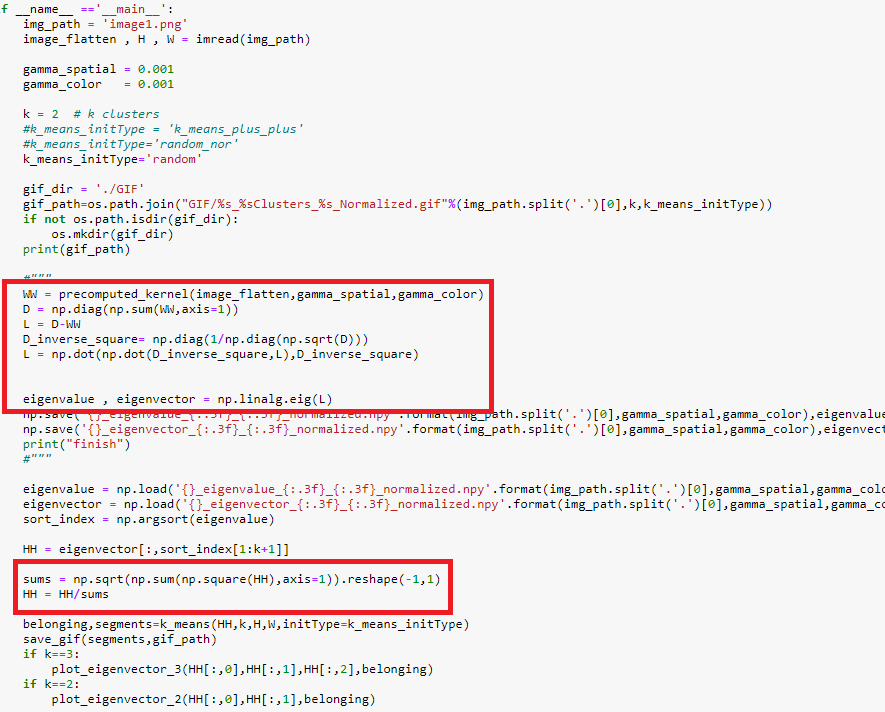 f __name__ =='__main__':
img_path = 'image1.png'
image_flatten , H , W = imread(img_path)
gamma_spatial = 0.001
gamma_color   = 0.001
k = 2  # k clusters
#k_means_initType = 'k_means_plus_plus'
#k_means_initType='random_nor'
k_means_initType='random'
gif_dir = './GIF'
gif_path=os.path.join("GIF/%s_%sClusters_%s_Normalized.gif"%(img_path.split('.')[0],k,k_means_initType))
if not os.path.isdir(gif_dir):
os.mkdir(gif_dir)
print(gif_path)
#"""
WW = precomputed_kernel(image_flatten,gamma_spatial,gamma_color)
D = np.diag(np.sum(WW,axis=1))
L = D-WW
D_inverse_square= np.diag(1/np.diag(np.sqrt(D)))
L = np.dot(np.dot(D_inverse_square,L),D_inverse_square)
eigenvalue , eigenvector = np.linalg.eig(L)
np.save('{}_eigenvalue_{:.3f}_{:.3f}_normalized.npy'.format(img_path.split('.')[0],gamma_spatial,gamma_color),eigenvalue
np.save('{}_eigenvector_{:.3f}_{:.3f}_normalized.npy'.format(img_path.split('.')[0],gamma_spatial,gamma_color),eigenvect
print("finish")
#"""
eigenvalue = np.load('{}_eigenvalue_{:.3f}_{:.3f}_normalized.npy'.format(img_path.split('.')[0],gamma_spatial,gamma_colo
eigenvector = np.load('{}_eigenvector_{:.3f}_{:.3f}_normalized.npy'.format(img_path.split('.')[0],gamma_spatial,gamma_co
sort_index = np.argsort(eigenvalue)
HH = eigenvector[:,sort_index[1:k+1]]
sums = np.sqrt(np.sum(np.square(HH),axis=1)).reshape(-1,1)
HH = HH/sums
belonging,segments=k_means(HH,k,H,W,initType=k_means_initType)
save_gif(segments,gif_path)
if k==3:
plot_eigenvector_3(HH[:,0],HH[:,1],HH[:,2],belonging)
if k==2:
plot_eigenvector_2(HH[:,0],HH[:,1],belonging)